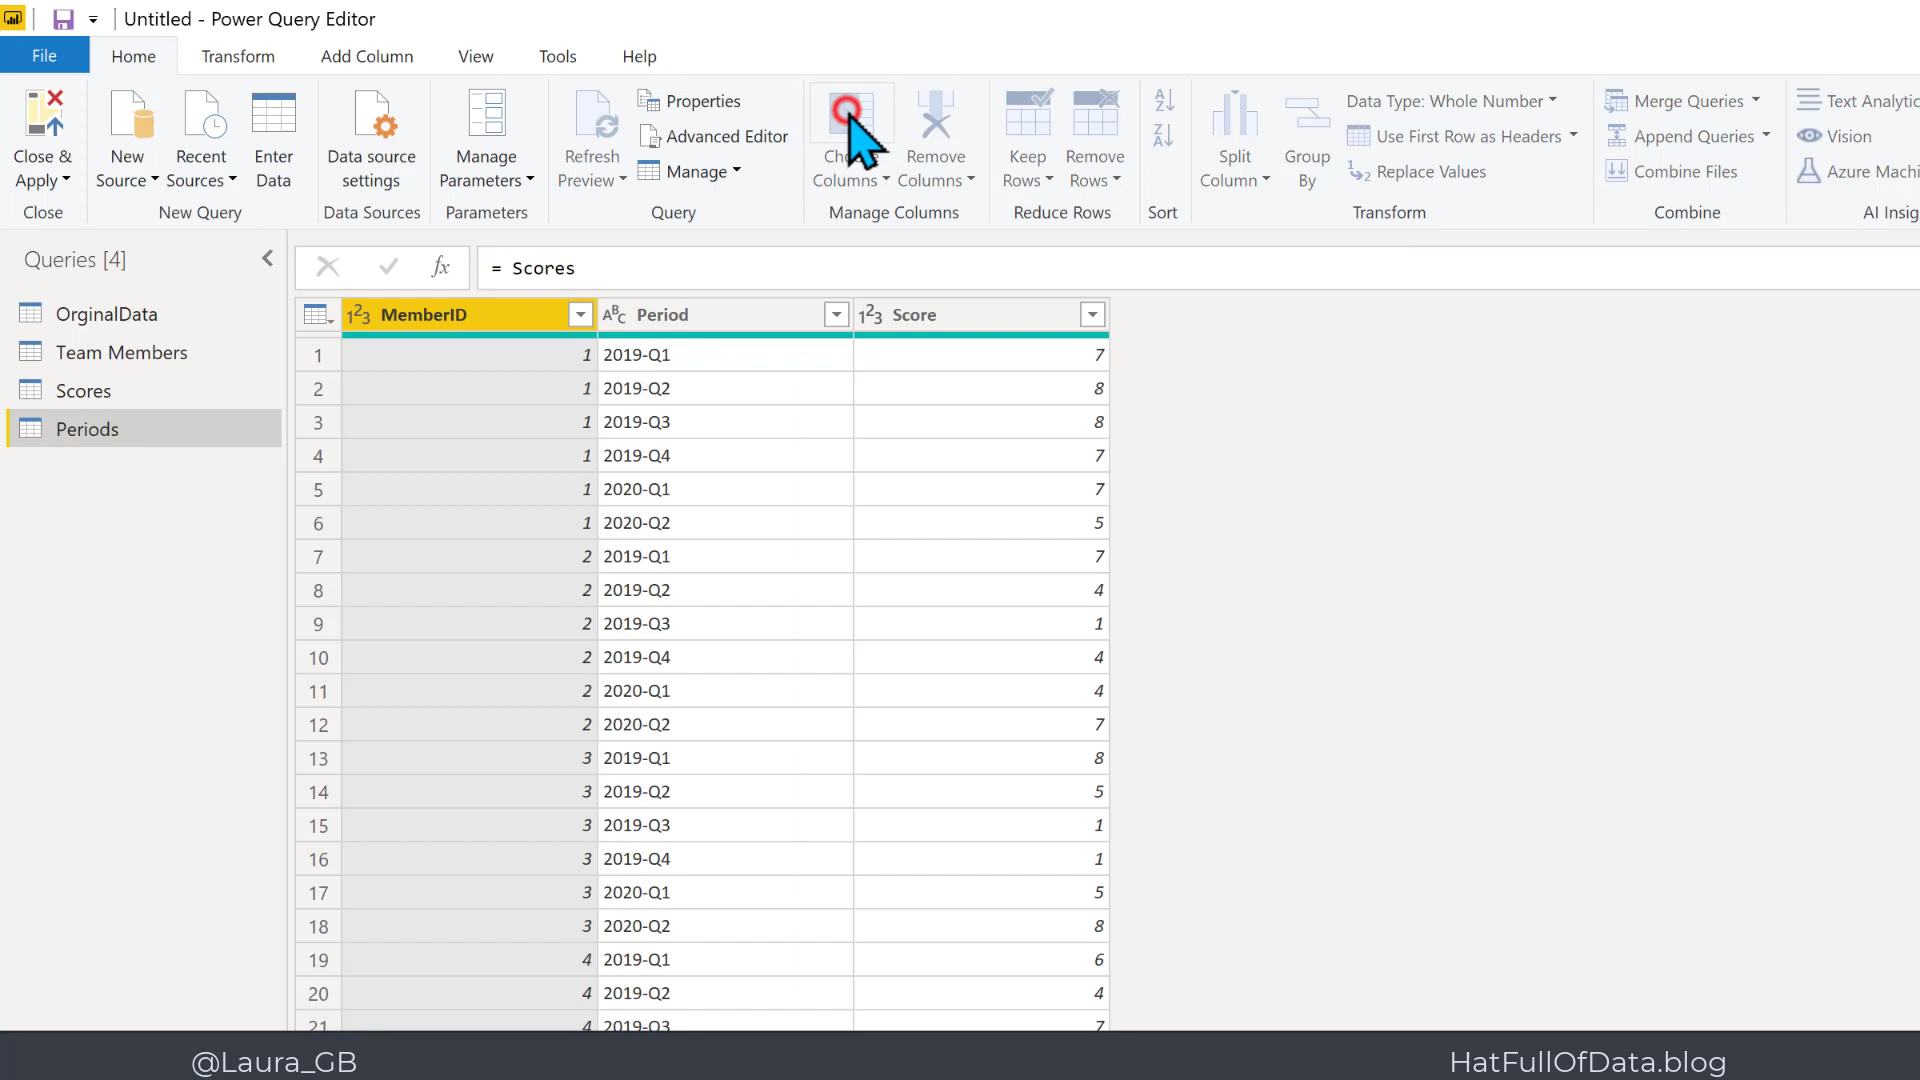 Untitled - Power Query Editor
File Home Transform Add Column View Tools Help
Close & Apply
New Source
Recent Sources
Enter Data
Data source settings
Manage Parameters
Refresh Preview
Properties
Advanced Editor
Manage
Columns
Remove Columns
Keep Rows
Remove Rows
Split Column
Group By
Data Type: Whole Number
Use First Row as Headers
Replace Values
Merge Queries
Append Queries
Combine Files
Text Analytic
Vision
Azure Machi
Close New Query Data Sources Parameters Query Manage Columns Reduce Rows Sort Transform Combine AI Insig
Queries [4]
OrginalData
Team Members
Scores
Periods
fx = Scores
123 MemberID ABC Period 123 Score
1 1 2019-Q1 7
2 1 2019-Q2 8
3 1 2019-Q3 8
4 1 2019-Q4 7
5 1 2020-Q1 7
6 1 2020-Q2 5
7 2 2019-Q1 7
8 2 2019-Q2 4
9 2 2019-Q3 1
10 2 2019-Q4 4
11 2 2020-Q1 4
12 2 2020-Q2 7
13 3 2019-Q1 8
14 3 2019-Q2 5
15 3 2019-Q3 1
16 3 2019-Q4 1
17 3 2020-Q1 5
18 3 2020-Q2 8
19 4 2019-Q1 6
20 4 2019-Q2 4
21 4 2019-Q3 7
@Laura_GB
HatFullOfData.blog